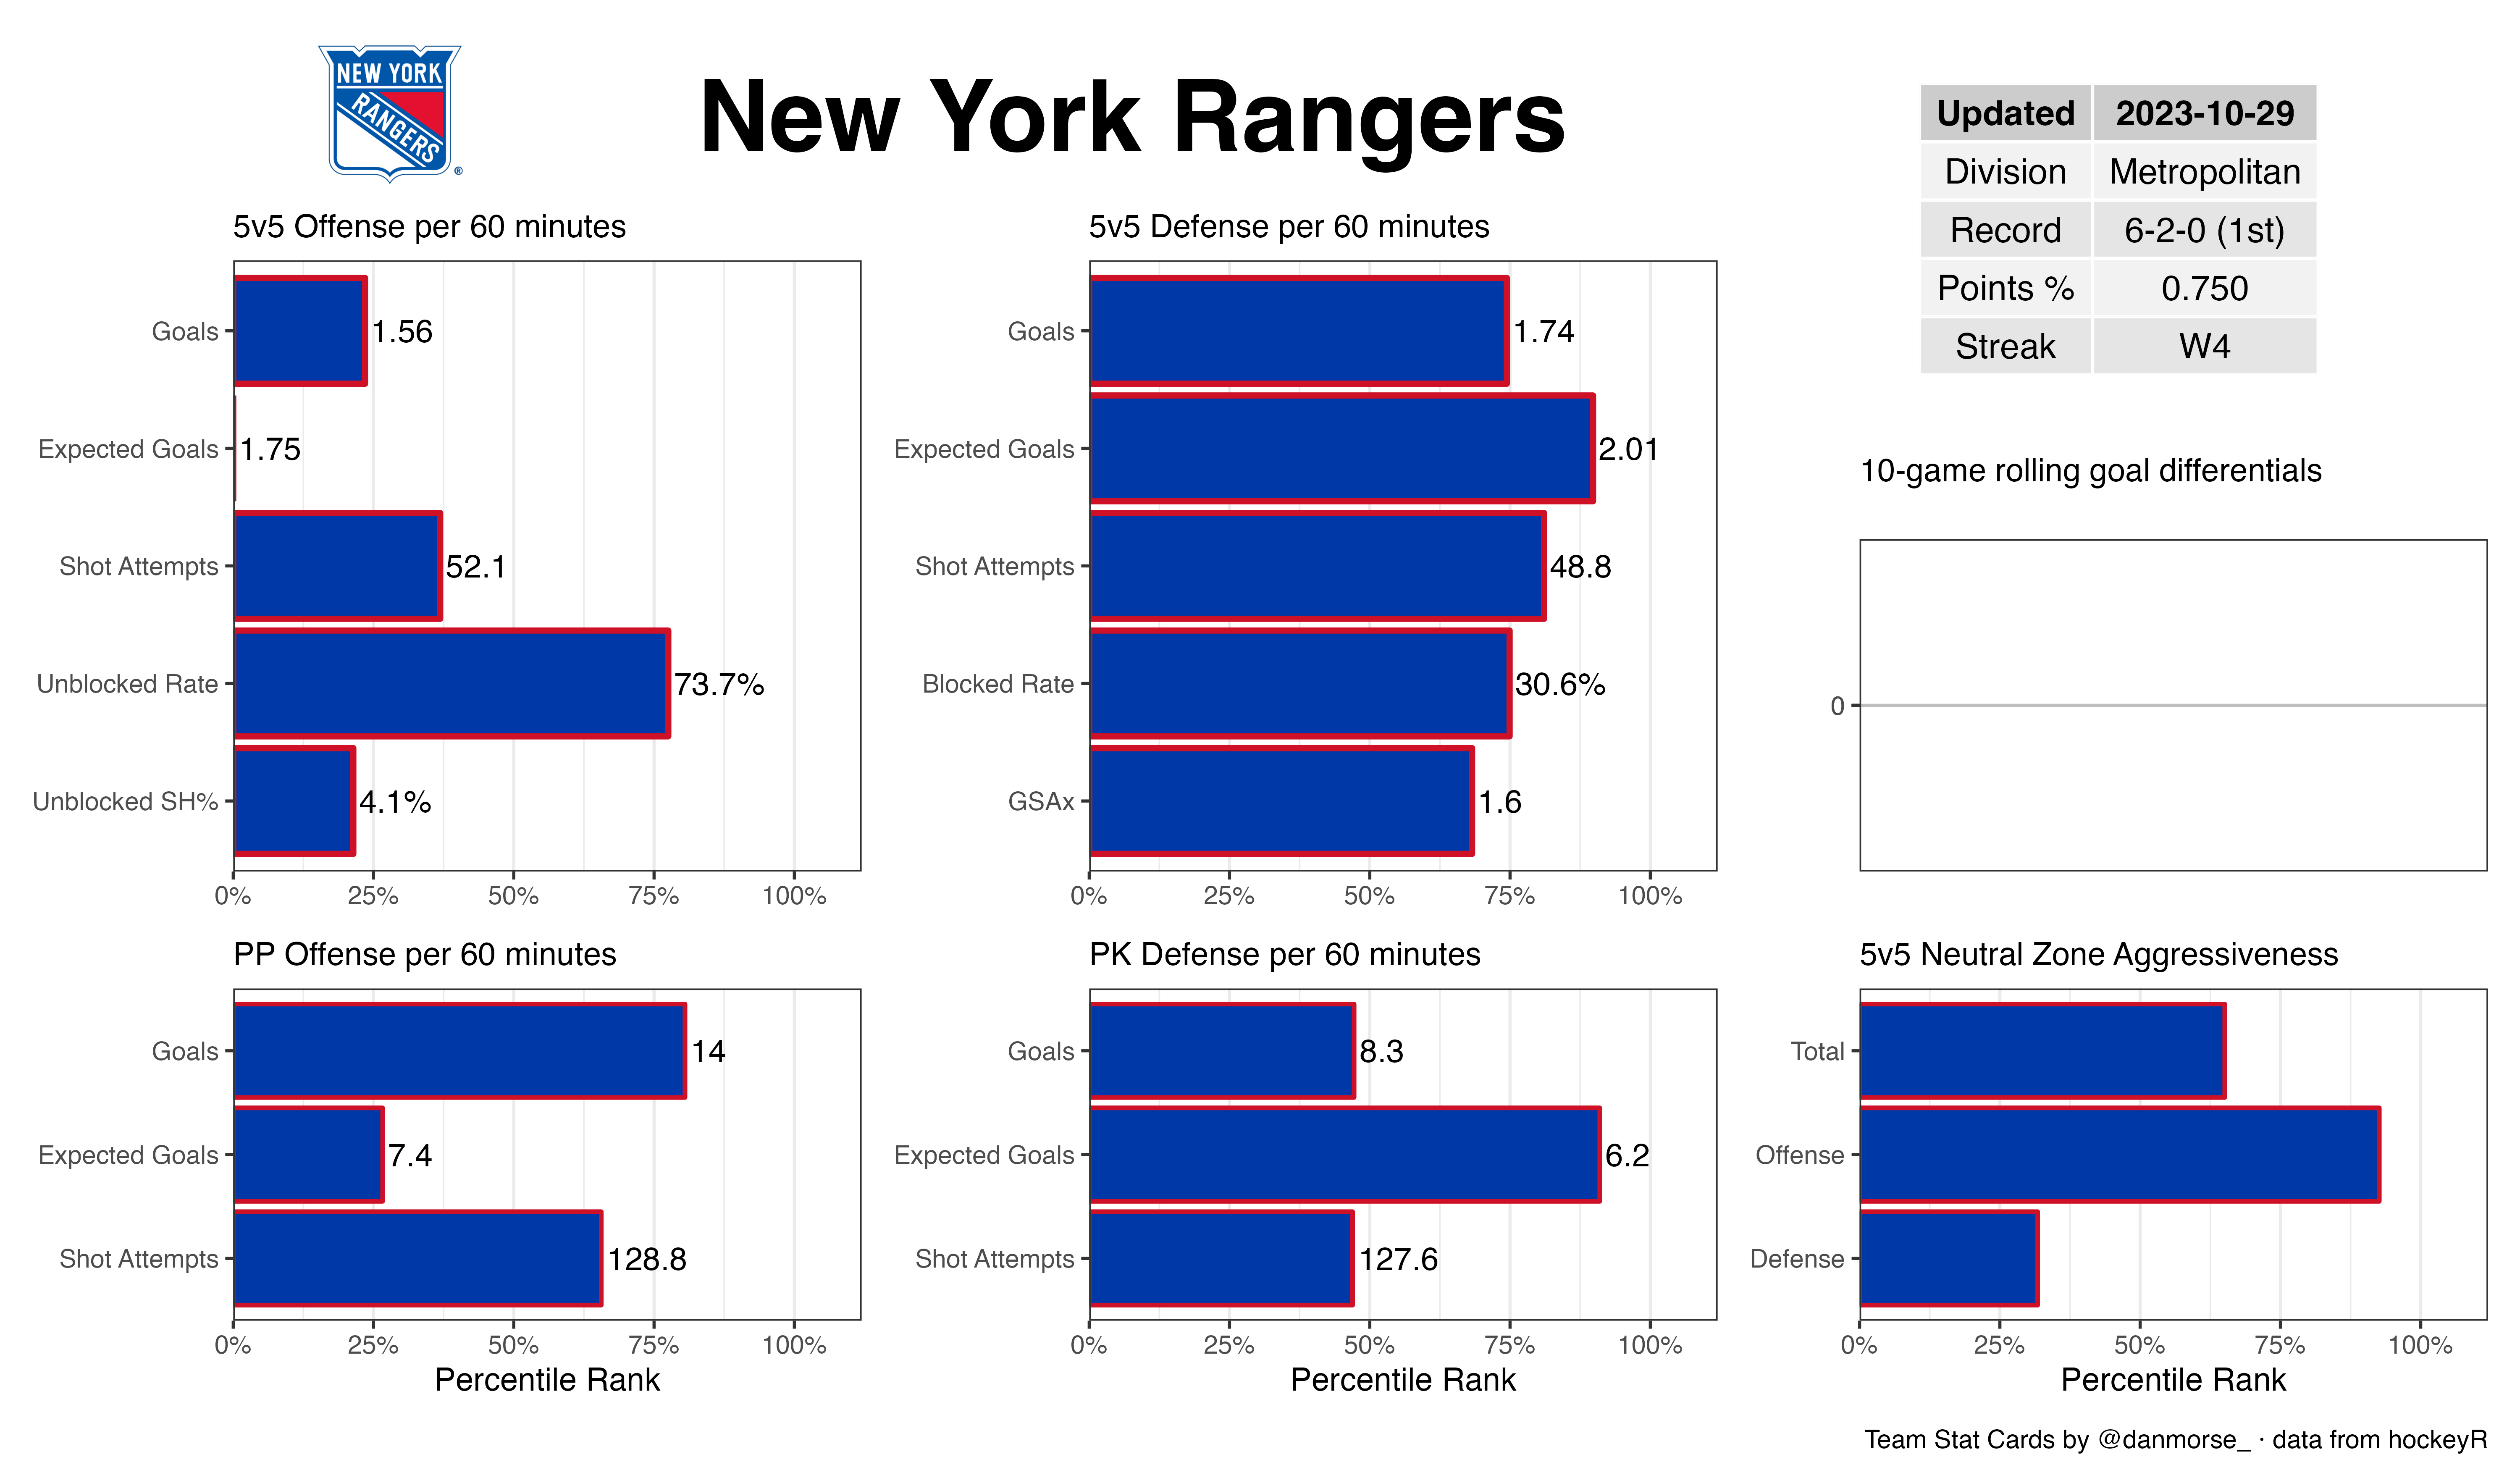 NEW YORK
RANGERS
®
New York Rangers
Updated 2023-10-29
Division Metropolitan
Record 6-2-0 (1st)
Points % 0.750
Streak W4
5v5 Offense per 60 minutes
Goals 1.56
Expected Goals 1.75
Shot Attempts 52.1
Unblocked Rate 73.7%
Unblocked SH% 4.1%
0% 25% 50% 75% 100%
5v5 Defense per 60 minutes
Goals 1.74
Expected Goals 2.01
Shot Attempts 48.8
Blocked Rate 30.6%
GSAx 1.6
0% 25% 50% 75% 100%
10-game rolling goal differentials
0
PP Offense per 60 minutes
Goals 14
Expected Goals 7.4
Shot Attempts 128.8
0% 25% 50% 75% 100%
Percentile Rank
PK Defense per 60 minutes
Goals 8.3
Expected Goals 6.2
Shot Attempts 127.6
0% 25% 50% 75% 100%
Percentile Rank
5v5 Neutral Zone Aggressiveness
Total
Offense
Defense
0% 25% 50% 75% 100%
Percentile Rank
Team Stat Cards by @danmorse_ · data from hockeyR